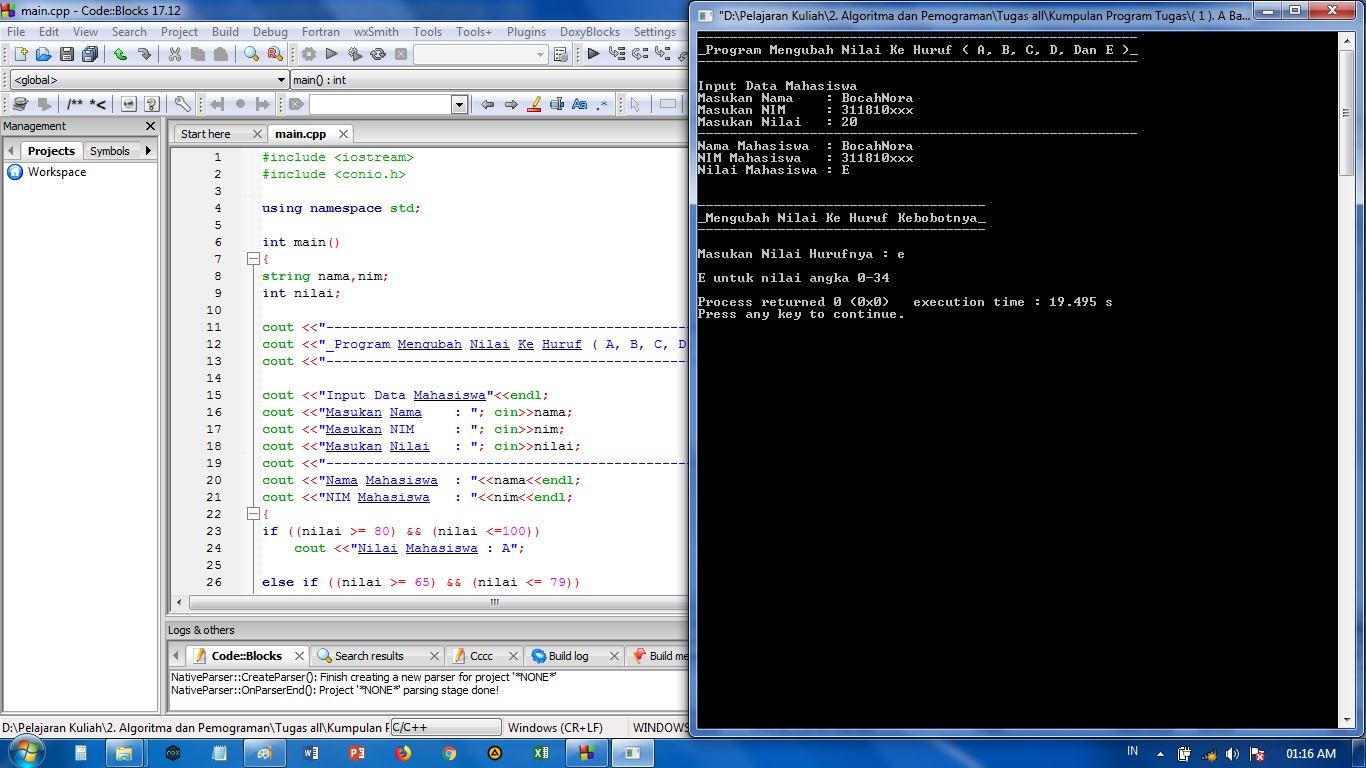 main.cpp - Code::Blocks 17.12
File Edit View Search Project Build Debug Fortran wxSmith Tools Tools+ Plugins DoxyBlocks Settings
<global> main() : int
/** *< Aa .*
Management
Projects Symbols
Workspace
Start here main.cpp
1 #include <iostream>
2 #include <conio.h>
3
4 using namespace std;
5
6 int main()
7 {
8 string nama,nim;
9 int nilai;
10
11 cout <<"---------------------------------------------
12 cout <<"_Program Mengubah Nilai Ke Huruf ( A, B, C, D
13 cout <<"---------------------------------------------
14
15 cout <<"Input Data Mahasiswa"<<endl;
16 cout <<"Masukan Nama    : "; cin>>nama;
17 cout <<"Masukan NIM     : "; cin>>nim;
18 cout <<"Masukan Nilai   : "; cin>>nilai;
19 cout <<"---------------------------------------------
20 cout <<"Nama Mahasiswa  : "<<nama<<endl;
21 cout <<"NIM Mahasiswa   : "<<nim<<endl;
22 {
23 if ((nilai >= 80) && (nilai <=100))
24     cout <<"Nilai Mahasiswa : A";
25
26 else if ((nilai >= 65) && (nilai <= 79))
Logs & others
Code::Blocks Search results Cccc Build log Build me
NativeParser::CreateParser(): Finish creating a new parser for project '*NONE*'
NativeParser::OnParserEnd(): Project '*NONE*' parsing stage done!
D:\Pelajaran Kuliah\2. Algoritma dan Pemograman\Tugas all\Kumpulan P C/C++ Windows (CR+LF) WINDOWS
"D:\Pelajaran Kuliah\2. Algoritma dan Pemograman\Tugas all\Kumpulan Program Tugas\( 1 ). A Ba...
-------------------------------------------------------
_Program Mengubah Nilai Ke Huruf ( A, B, C, D, Dan E )_
-------------------------------------------------------
Input Data Mahasiswa
Masukan Nama    : BocahNora
Masukan NIM     : 311810xxx
Masukan Nilai   : 20
-------------------------------------------------------
Nama Mahasiswa  : BocahNora
NIM Mahasiswa   : 311810xxx
Nilai Mahasiswa : E
------------------------------------
_Mengubah Nilai Ke Huruf Kebobotnya_
------------------------------------
Masukan Nilai Hurufnya : e
E untuk nilai angka 0-34
Process returned 0 (0x0)   execution time : 19.495 s
Press any key to continue.
IN 01:16 AM